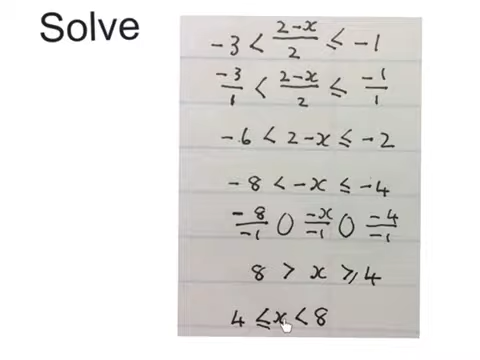 Solve
-3 < (2-x)/2 ≤ -1
-3/1 < (2-x)/2 ≤ -1/1
-6 < 2-x ≤ -2
-8 < -x ≤ -4
-8/-1 O -x/-1 O -4/-1
8 > x ≥ 4
4 ≤ x < 8